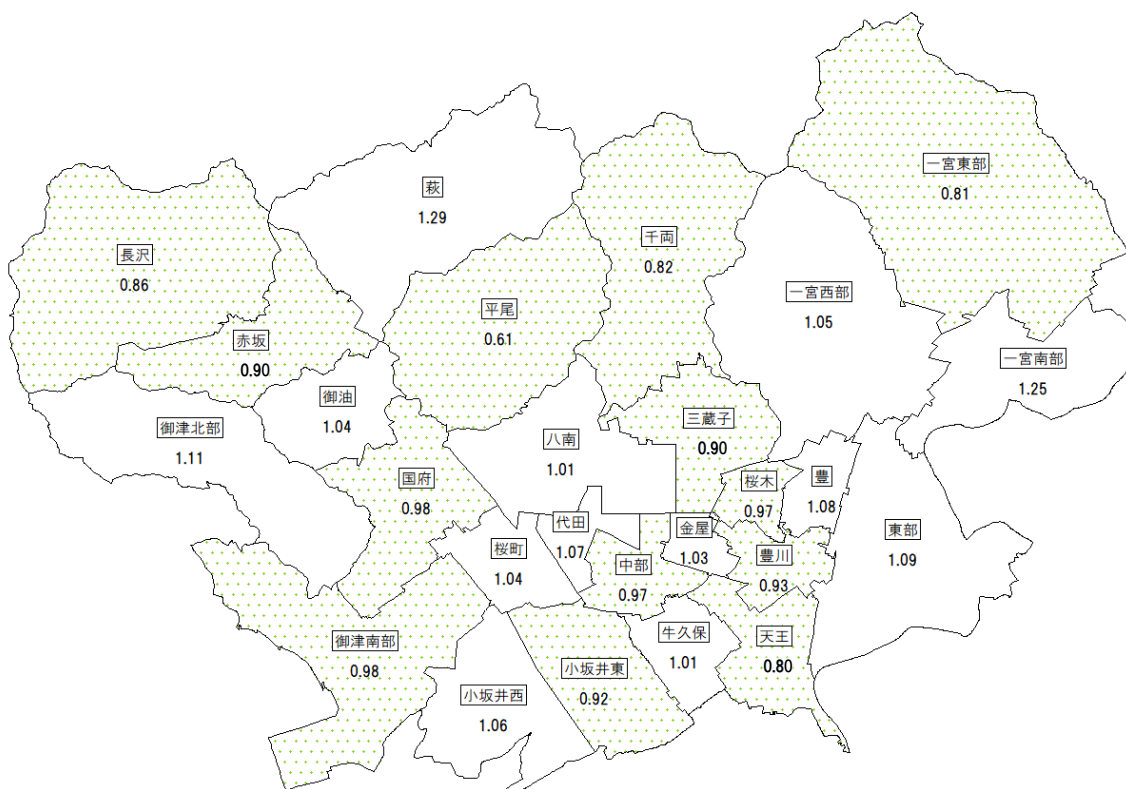 一宮東部
0.81
萩
1.29
千両
0.82
長沢
0.86
一宮西部
1.05
平尾
0.61
赤坂
0.90
一宮南部
1.25
御油
1.04
三蔵子
0.90
御津北部
1.11
八南
1.01
国府
0.98
桜木
0.97
豊
1.08
代田
1.07
金屋
1.03
東部
1.09
桜町
1.04
中部
0.97
豊川
0.93
御津南部
0.98
牛久保
1.01
天王
0.80
小坂井東
0.92
小坂井西
1.06